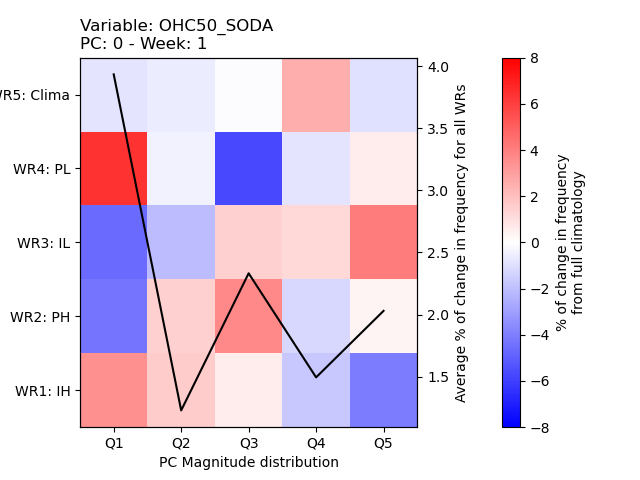 Variable: OHC50_SODA
PC: 0 - Week: 1
WR5: Clima
WR4: PL
WR3: IL
WR2: PH
WR1: IH
Q1 Q2 Q3 Q4 Q5
PC Magnitude distribution
4.0
3.5
3.0
2.5
2.0
1.5
Average % of change in frequency for all WRs
8
6
4
2
0
−2
−4
−6
−8
% of change in frequency
from full climatology